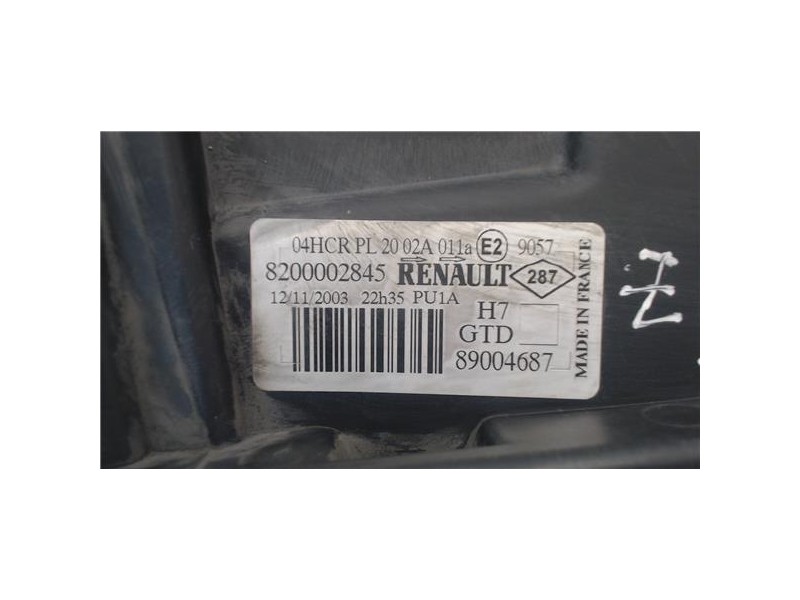 04HCR PL 20 02A 011a E2 9057
8200002845 RENAULT 287
12/11/2003 22h35 PU1A
H7
GTD
89004687
MADE IN FRANCE